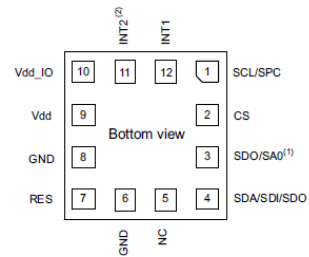 INT2(2)
INT1
Vdd_IO 10 11 12 1 SCL/SPC
Vdd 9 2 CS
Bottom view
GND 8 3 SDO/SA0(1)
RES 7 6 5 4 SDA/SDI/SDO
GND
NC